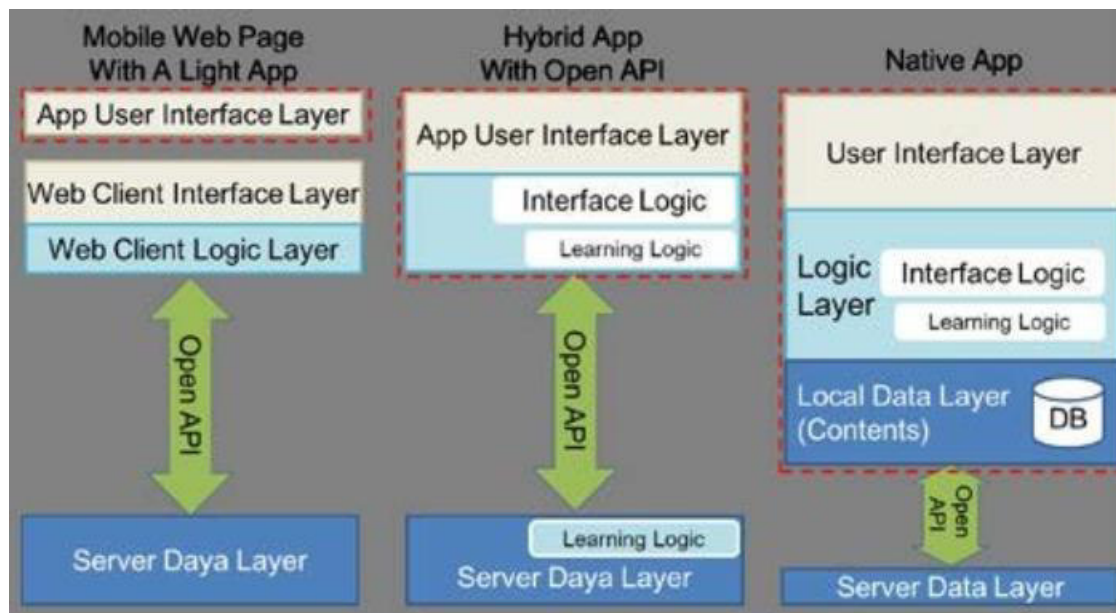 Mobile Web Page
With A Light App
App User Interface Layer
Web Client Interface Layer
Web Client Logic Layer
Open API
Server Daya Layer
Hybrid App
With Open API
App User Interface Layer
Interface Logic
Learning Logic
Open API
Learning Logic
Server Daya Layer
Native App
User Interface Layer
Logic
Layer
Interface Logic
Learning Logic
Local Data Layer
(Contents)
DB
Open
API
Server Data Layer